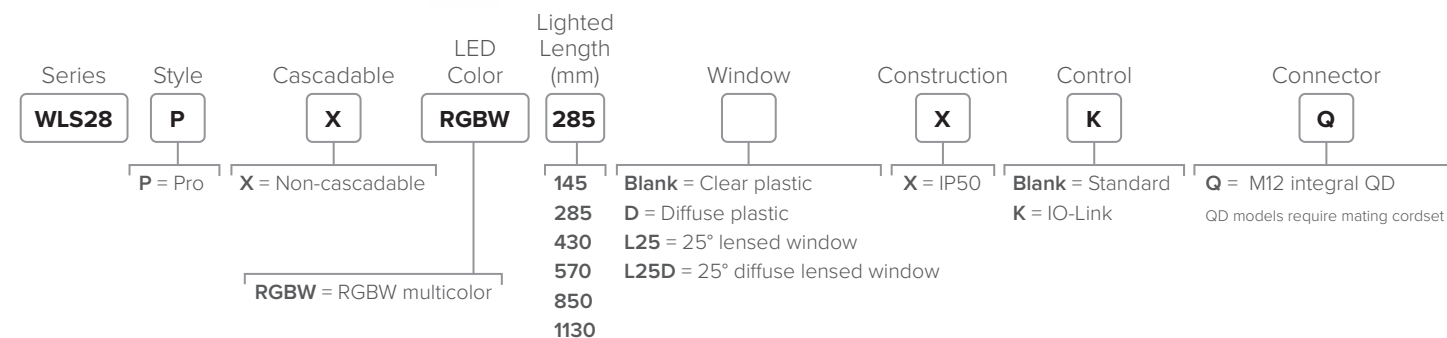 Lighted
LED Length
Series Style Cascadable Color (mm) Window Construction Control Connector
WLS28 P X RGBW 285 X K Q
P = Pro X = Non-cascadable 145 Blank = Clear plastic X = IP50 Blank = Standard Q = M12 integral QD
285 D = Diffuse plastic K = IO-Link QD models require mating cordset
430 L25 = 25° lensed window
570 L25D = 25° diffuse lensed window
RGBW = RGBW multicolor 850
1130